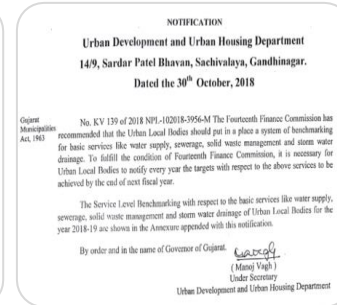 NOTIFICATION
Urban Development and Urban Housing Department
14/9, Sardar Patel Bhavan, Sachivalaya, Gandhinagar.
Dated the 30th October, 2018
Gujarat
Municipalities
Act, 1963
No. KV 139 of 2018 NPL-102018-3956-M The Fourteenth Finance Commission has
recommended that the Urban Local Bodies should put in a place a system of benchmarking
for basic services like water supply, sewerage, solid waste management and storm water
drainage. To fulfill the condition of Fourteenth Finance Commission, it is necessary for
Urban Local Bodies to notify every year the targets with respect to the above services to be
achieved by the end of next fiscal year.
The Service Level Benchmarking with respect to the basic services like water supply,
sewerage, solid waste management and storm water drainage of Urban Local Bodies for the
year 2018-19 are shown in the Annexure appended with this notification.
By order and in the name of Governor of Gujarat.
( Manoj Vagh )
Under Secretary
Urban Development and Urban Housing Department